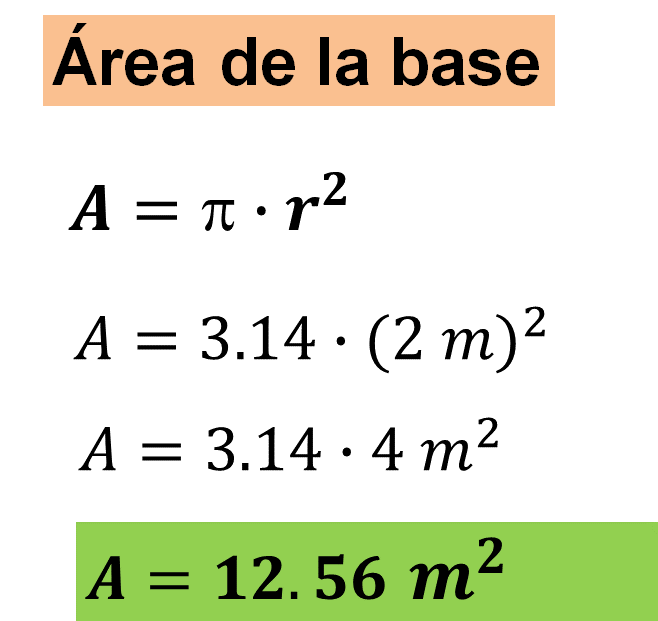 Área de la base
A = π · r²
A = 3.14 · (2 m)²
A = 3.14 · 4 m²
A = 12.56 m²